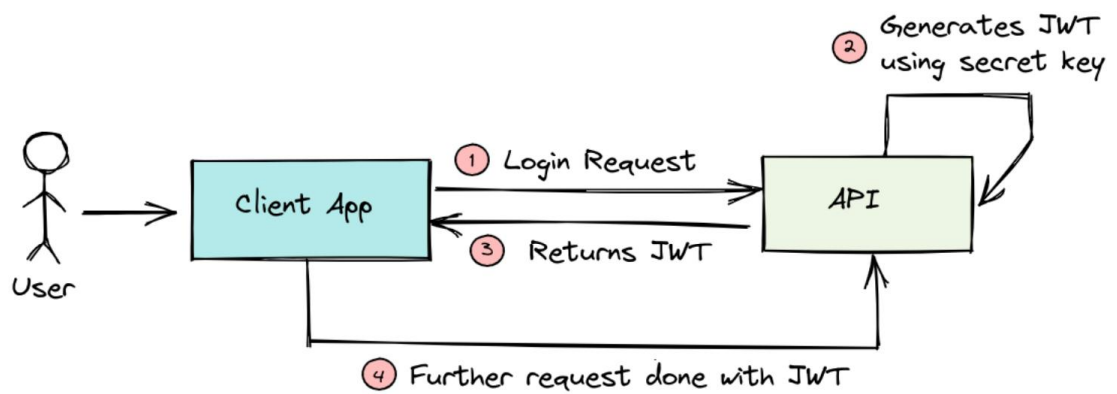 2 Generates JWT
using secret key
1 Login Request
Client App
API
3 Returns JWT
User
4 Further request done with JWT